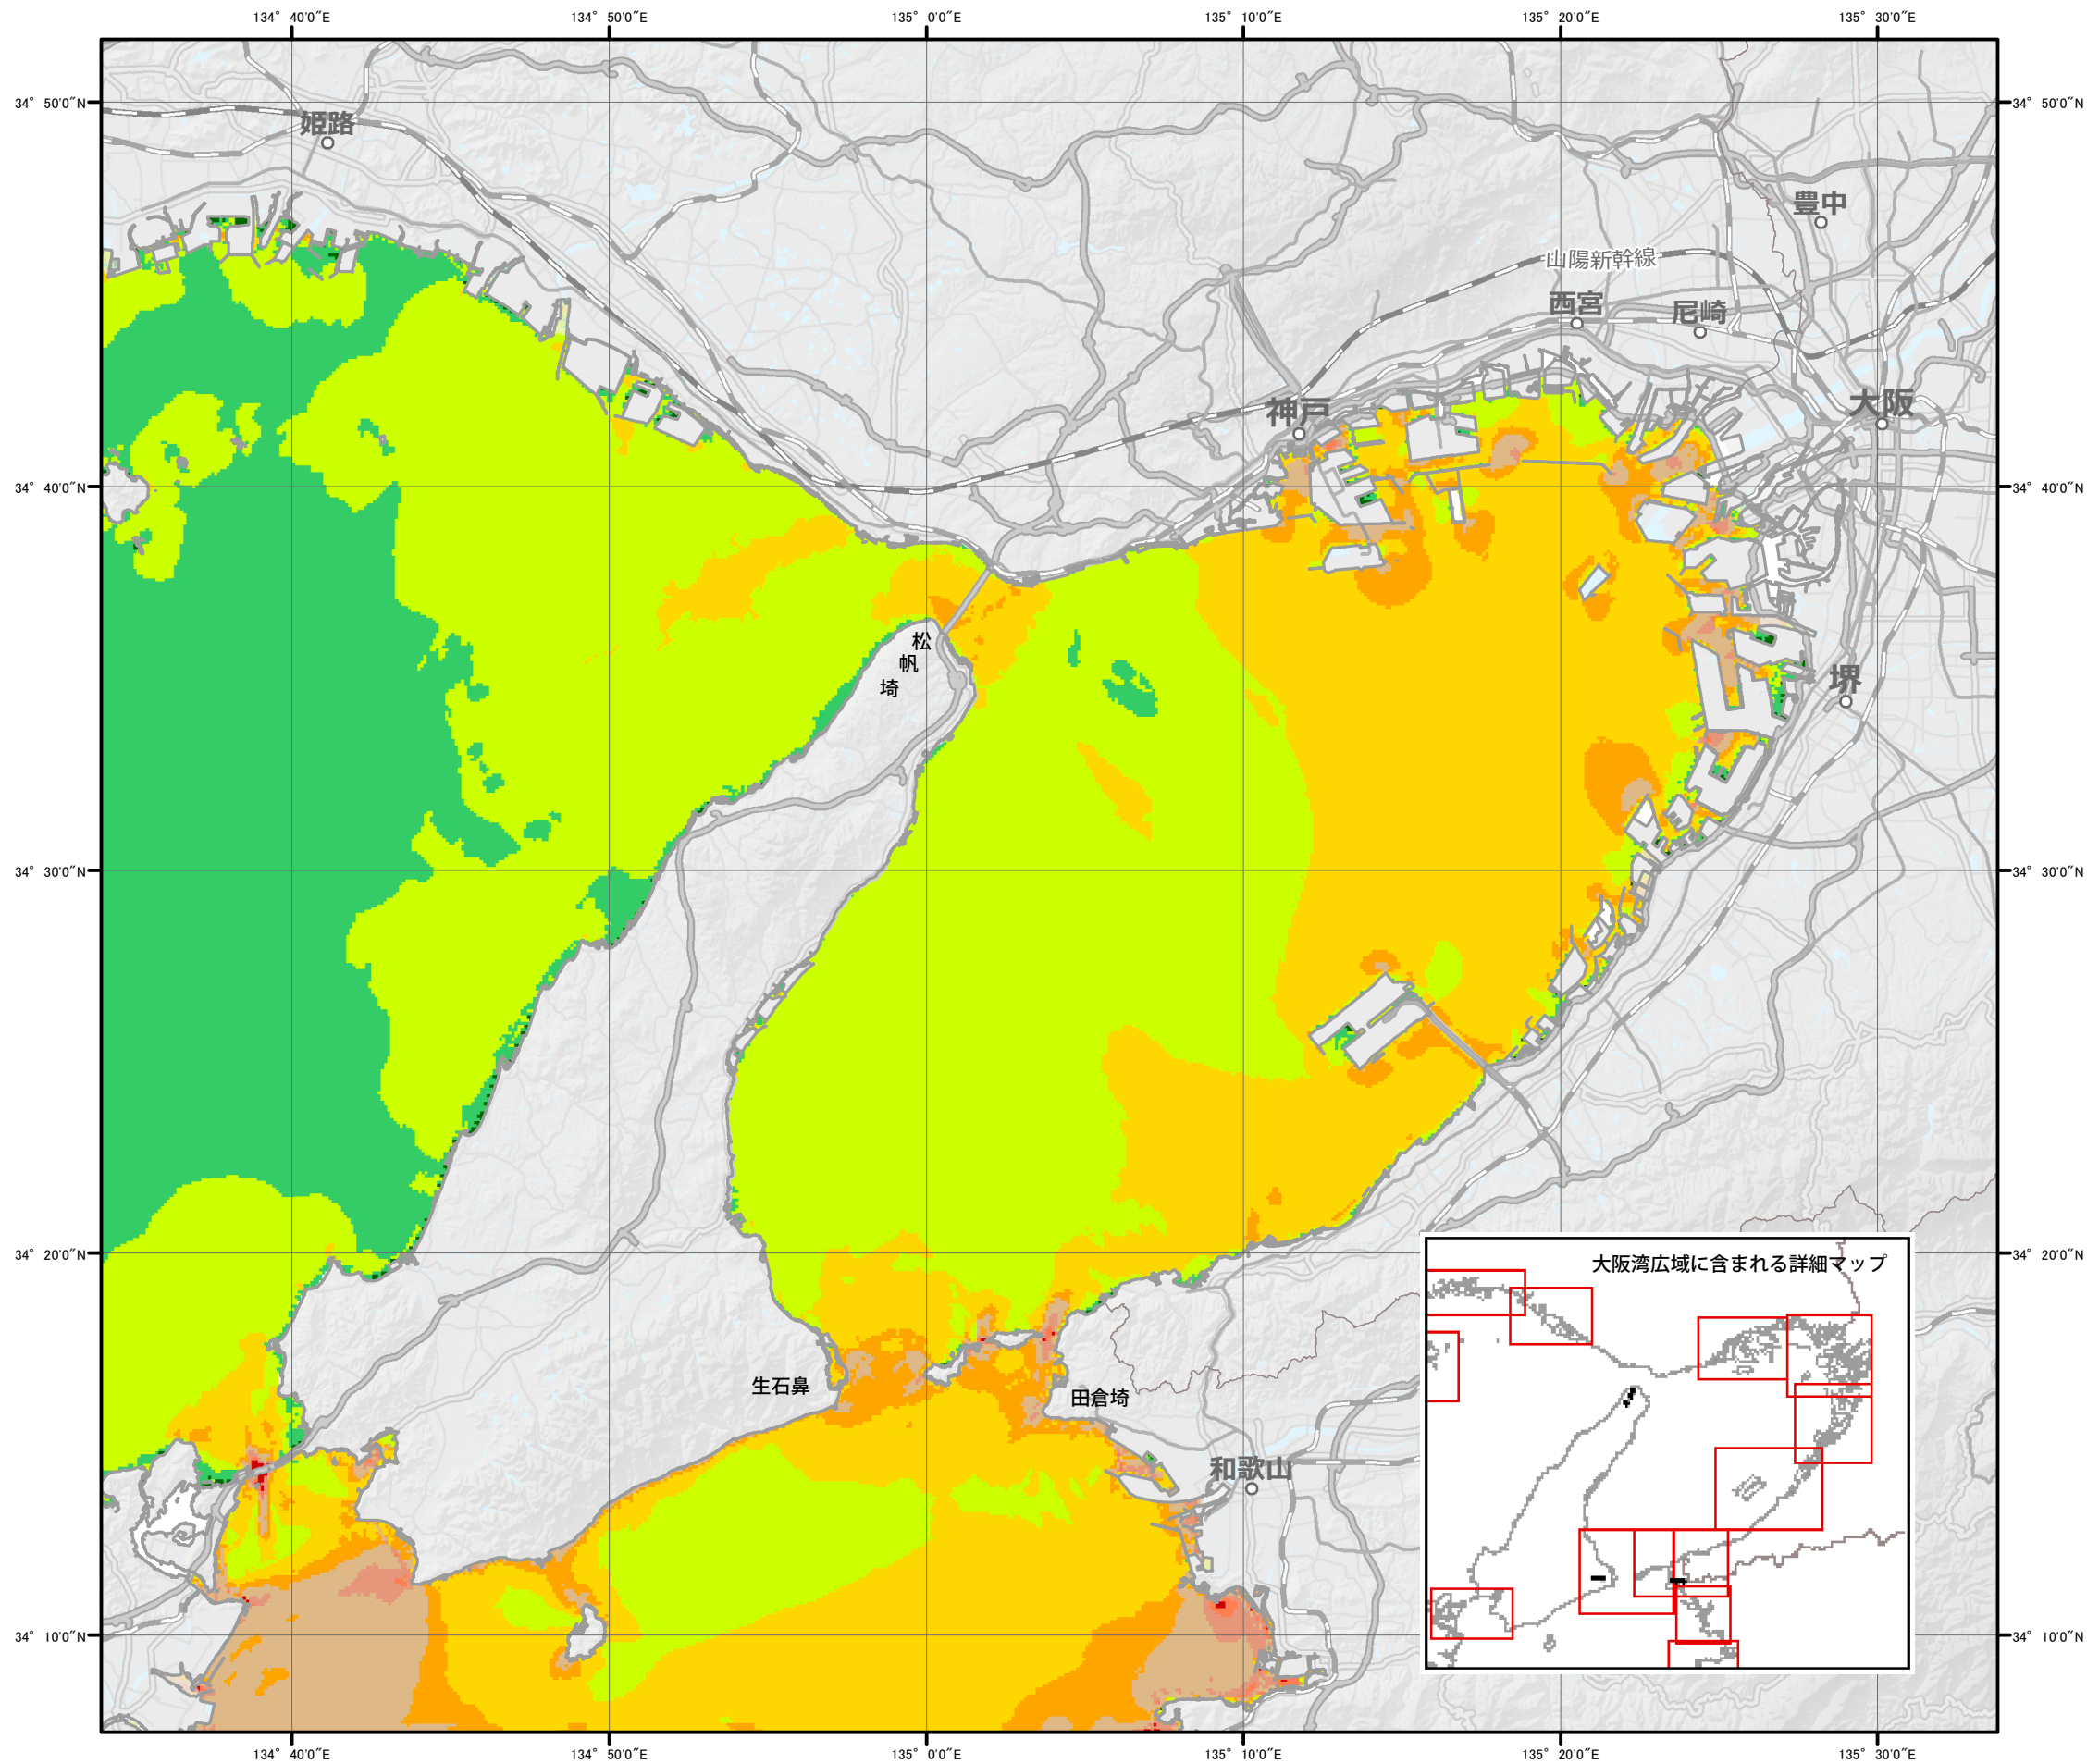 134° 40'0"E
134° 50'0"E
135° 0'0"E
135° 10'0"E
135° 20'0"E
135° 30'0"E
34° 50'0"N
34° 50'0"N
姫路
豊中
山陽新幹線
西宮
尼崎
神戸
大阪
34° 40'0"N
34° 40'0"N
松
帆
埼
堺
34° 30'0"N
34° 30'0"N
34° 20'0"N
34° 20'0"N
大阪湾広域に含まれる詳細マップ
生石鼻
田倉埼
和歌山
34° 10'0"N
34° 10'0"N
134° 40'0"E
134° 50'0"E
135° 0'0"E
135° 10'0"E
135° 20'0"E
135° 30'0"E